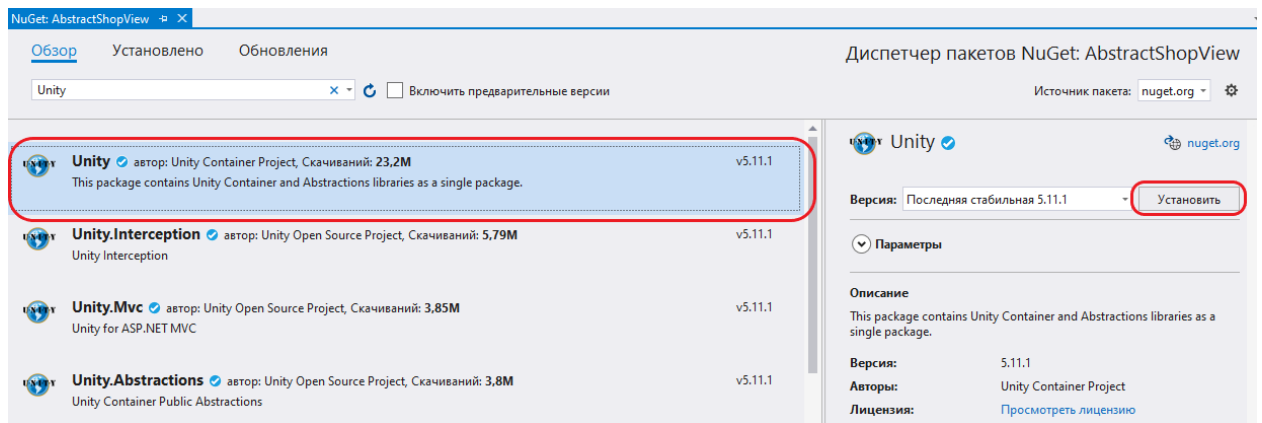 NuGet: AbstractShopView
Обзор Установлено Обновления
Диспетчер пакетов NuGet: AbstractShopView
Unity
Включить предварительные версии
Источник пакета: nuget.org
Unity автор: Unity Container Project, Скачиваний: 23,2M
v5.11.1
This package contains Unity Container and Abstractions libraries as a single package.
Unity.Interception автор: Unity Open Source Project, Скачиваний: 5,79M
v5.11.1
Unity Interception
Unity.Mvc автор: Unity Open Source Project, Скачиваний: 3,85M
v5.11.1
Unity for ASP.NET MVC
Unity.Abstractions автор: Unity Open Source Project, Скачиваний: 3,8M
v5.11.1
Unity Container Public Abstractions
Unity
nuget.org
Версия: Последняя стабильная 5.11.1 Установить
Параметры
Описание
This package contains Unity Container and Abstractions libraries as a
single package.
Версия: 5.11.1
Авторы: Unity Container Project
Лицензия: Просмотреть лицензию